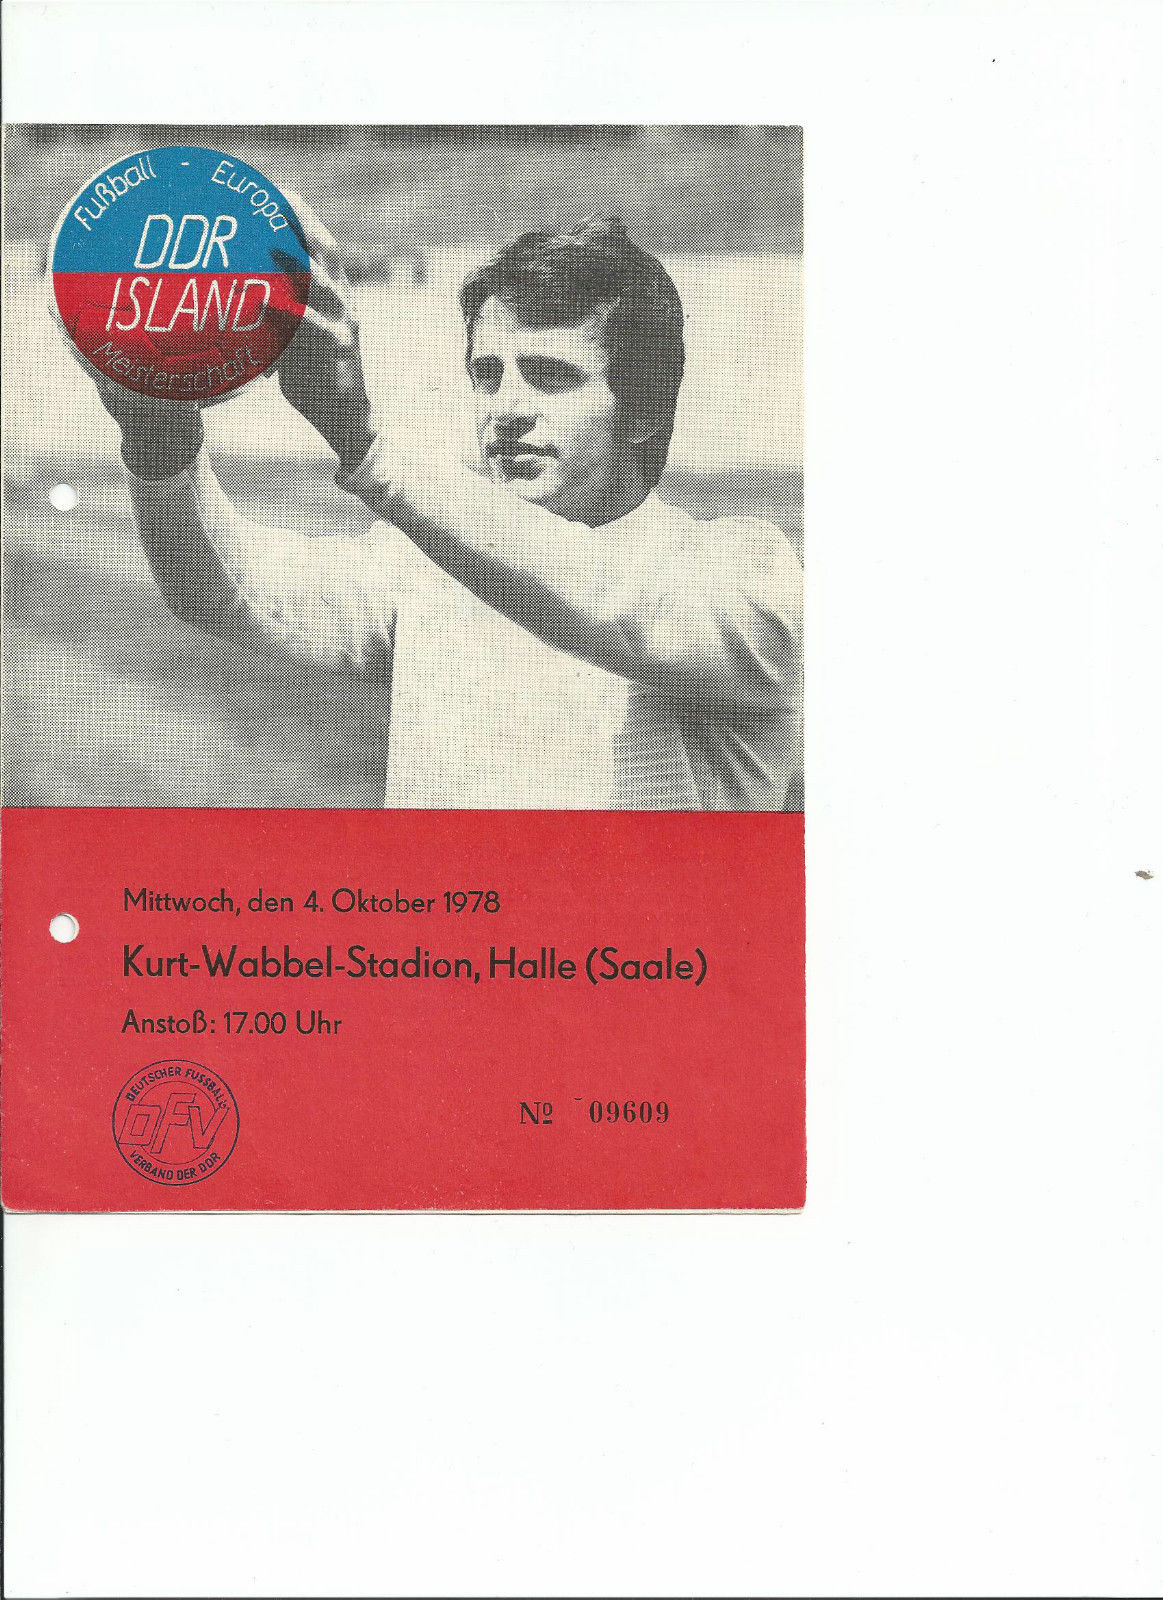 Fußball - Europa
DDR
ISLAND
Meisterschaft
Mittwoch, den 4. Oktober 1978
Kurt-Wabbel-Stadion, Halle (Saale)
Anstoß: 17.00 Uhr
DEUTSCHER FUSSBALL
DFV
VERBAND DER DDR
Nº 09609